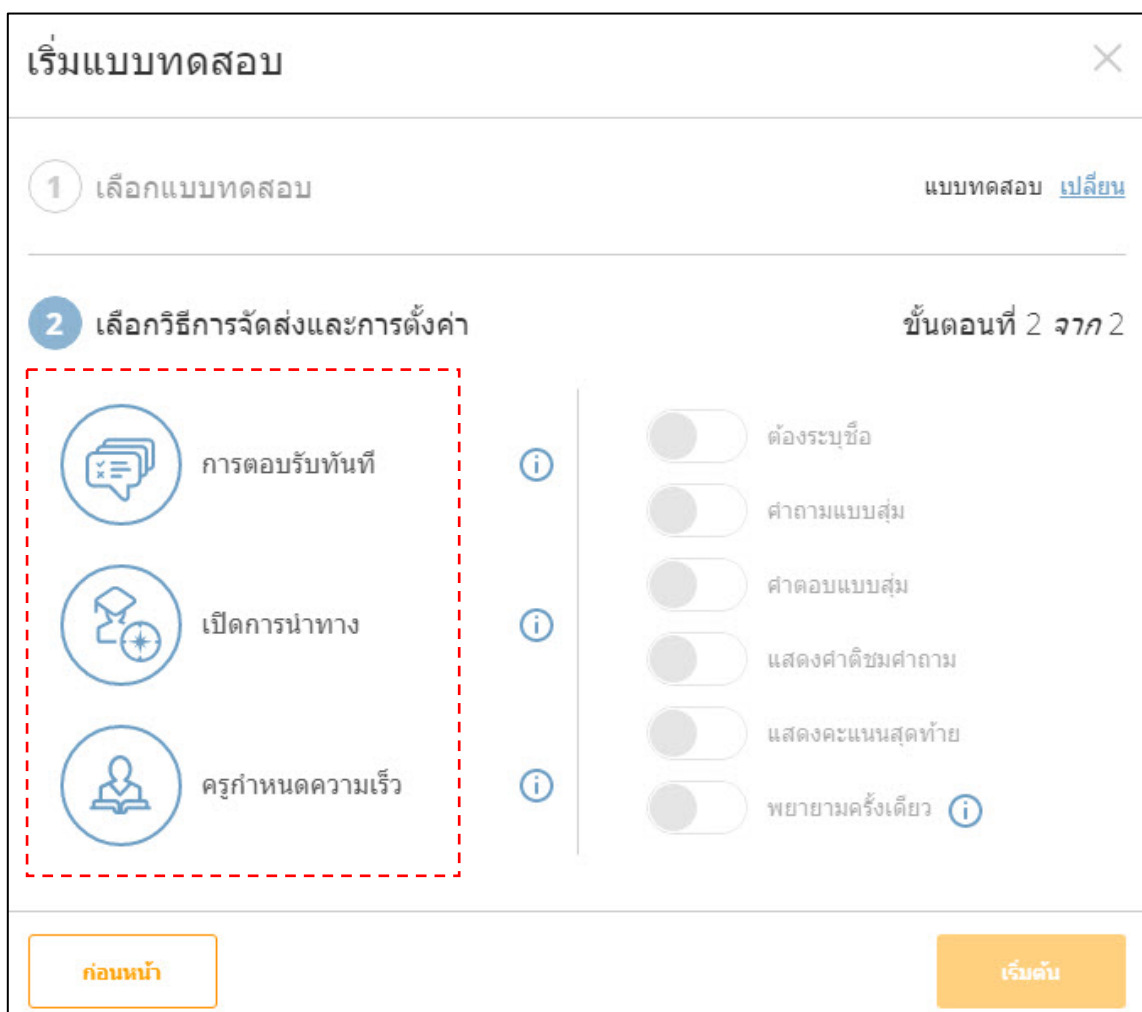 เริ่มแบบทดสอบ
1 เลือกแบบทดสอบ แบบทดสอบ เปลี่ยน
2 เลือกวิธีการจัดส่งและการตั้งค่า ขั้นตอนที่ 2 จาก 2
การตอบรับทันที
เปิดการนำทาง
ครูกำหนดความเร็ว
ต้องระบุชื่อ
คำถามแบบสุ่ม
คำตอบแบบสุ่ม
แสดงคำติชมคำถาม
แสดงคะแนนสุดท้าย
พยายามครั้งเดียว
ก่อนหน้า เริ่มต้น